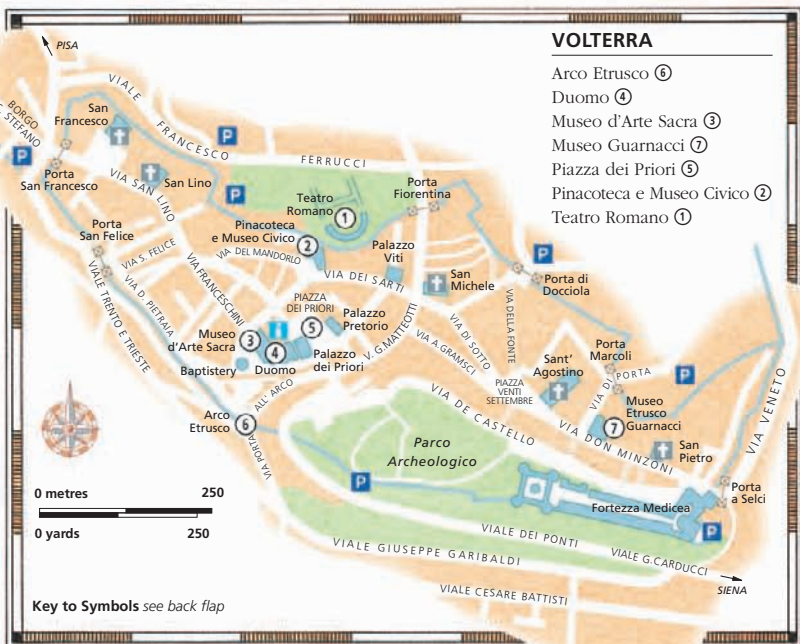 VOLTERRA
Arco Etrusco 6
Duomo 4
Museo d'Arte Sacra 3
Museo Guarnacci 7
Piazza dei Priori 5
Pinacoteca e Museo Civico 2
Teatro Romano 1
PISA
VIALE FRANCESCO FERRUCCI
BORGO
S. STEFANO
San
Francesco
P
P
P
Porta
San Francesco
San Lino
VIA SAN LINO
Teatro
Romano
1
Porta
Fiorentina
Pinacoteca
e Museo Civico
2
Porta
San Felice
VIA S. FELICE
VIA DEL MANDORLO
Palazzo
Viti
VIA DEI SARTI
San
Michele
P
Porta di
Docciola
VIALE TRENTO E TRIESTE
VIA D. PIETRAIA
VIA FRANCESCHINI
PIAZZA
DEI PRIORI
i
5
Palazzo
Pretorio
V. G. MATTEOTTI
VIA A. GRAMSCI
VIA DI SOTTO
VIA DELLA FONTE
Museo
d'Arte Sacra
3
4
Baptistery
Duomo
Palazzo
dei Priori
Sant'
Agostino
Porta
Marcoli
VIA DI PORTA
P
PIAZZA
VENTI
SETTEMBRE
Museo
Etrusco
Guarnacci
7
VIA PORTA ALL' ARCO
Arco
Etrusco
6
VIA DE CASTELLO
VIA DON MINZONI
San
Pietro
VIA VENETO
Parco
Archeologico
P
Fortezza Medicea
Porta
a Selci
P
0 metres 250
0 yards 250
VIALE DEI PONTI
VIALE GIUSEPPE GARIBALDI
VIALE G.CARDUCCI
SIENA
VIALE CESARE BATTISTI
Key to Symbols see back flap